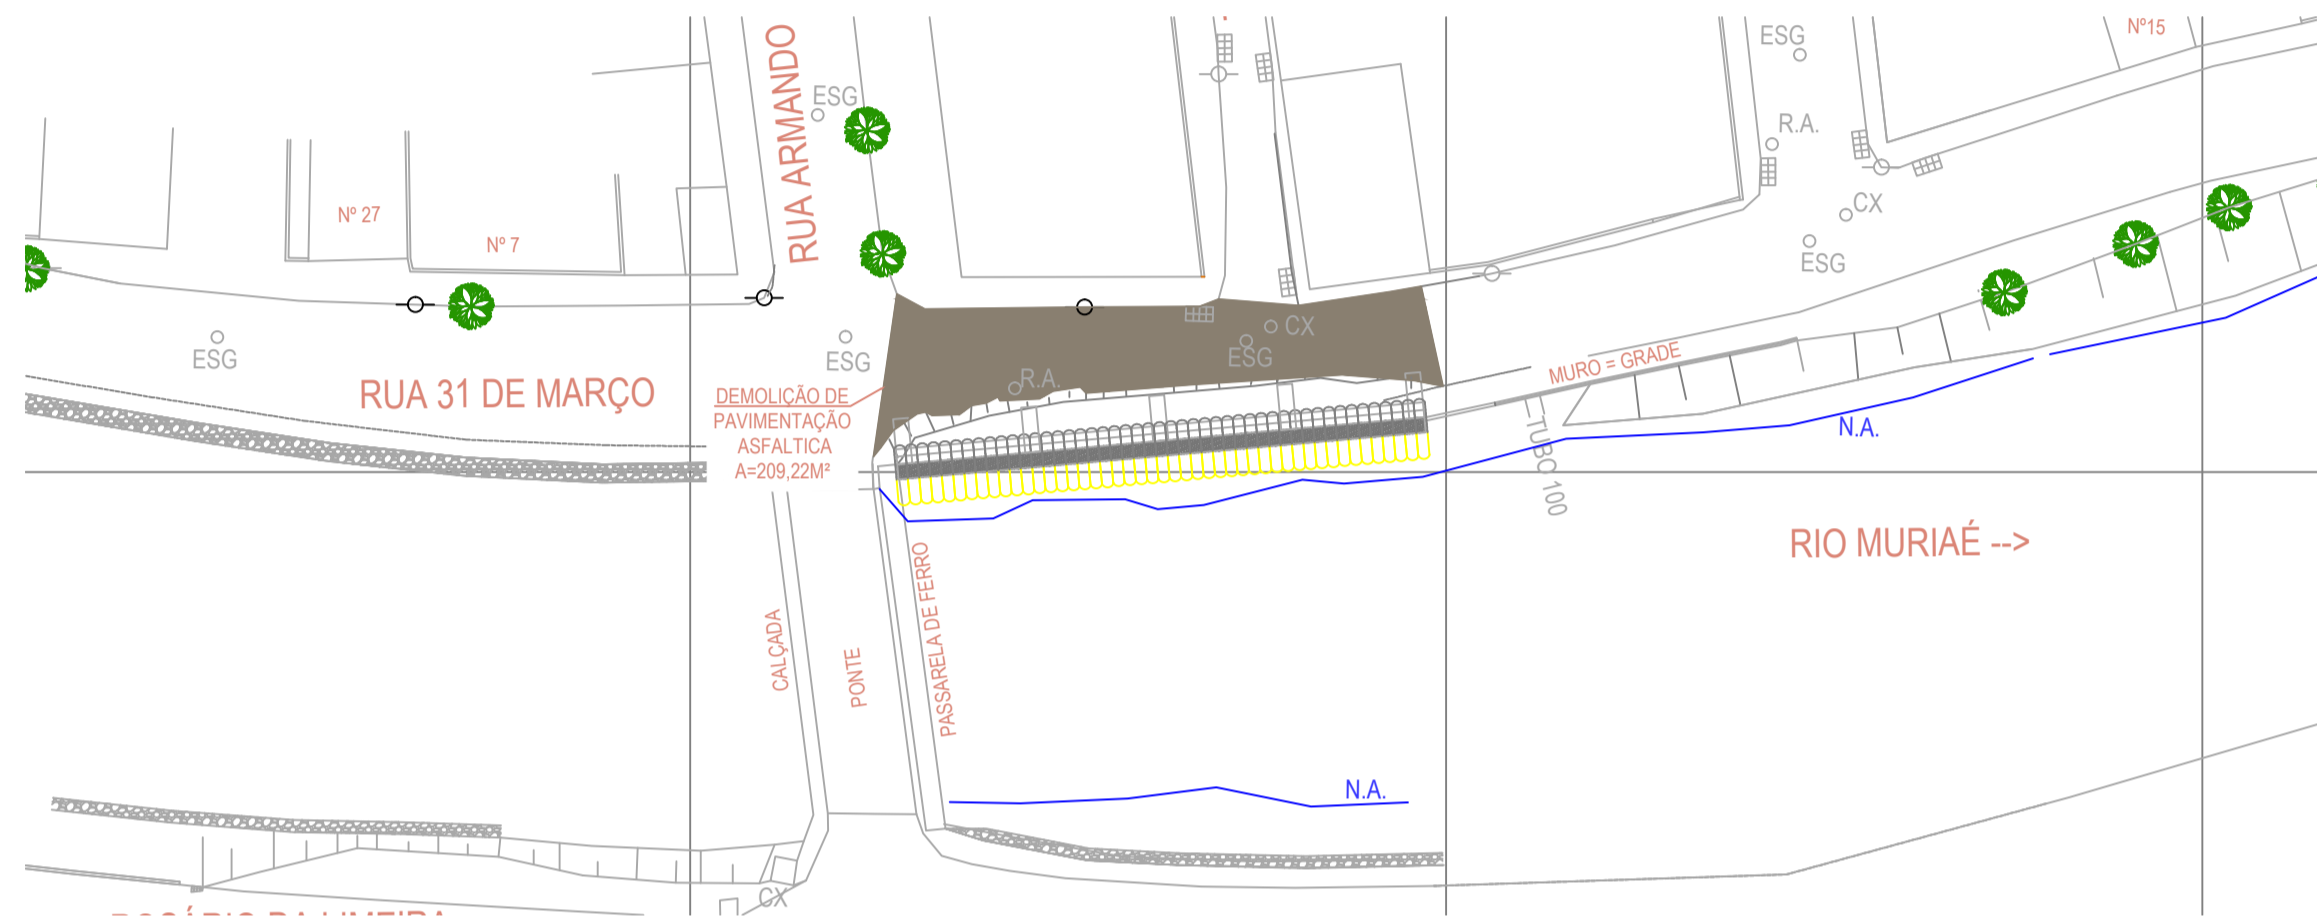 Nº15
ESG
RUA ARMANDO
ESG
R.A.
Nº 27
Nº 7
CX
ESG
CX
ESG
ESG
ESG
R.A.
MURO = GRADE
RUA 31 DE MARÇO
DEMOLIÇÃO DE
PAVIMENTAÇÃO
ASFALTICA
A=209,22M²
N.A.
TUBO 100
RIO MURIAÉ -->
CALÇADA
PONTE
PASSARELA DE FERRO
N.A.
CX